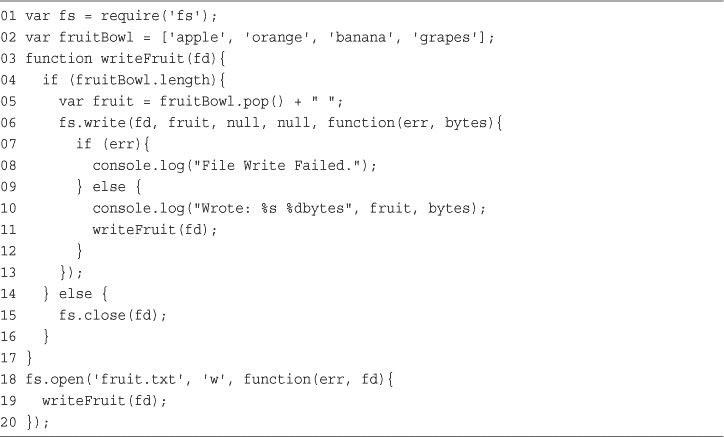 01 var fs = require('fs');
02 var fruitBowl = ['apple', 'orange', 'banana', 'grapes'];
03 function writeFruit(fd){
04   if (fruitBowl.length){
05     var fruit = fruitBowl.pop() + " ";
06     fs.write(fd, fruit, null, null, function(err, bytes){
07       if (err){
08         console.log("File Write Failed.");
09       } else {
10         console.log("Wrote: %s %dbytes", fruit, bytes);
11         writeFruit(fd);
12       }
13     });
14   } else {
15     fs.close(fd);
16   }
17 }
18 fs.open('fruit.txt', 'w', function(err, fd){
19   writeFruit(fd);
20 });